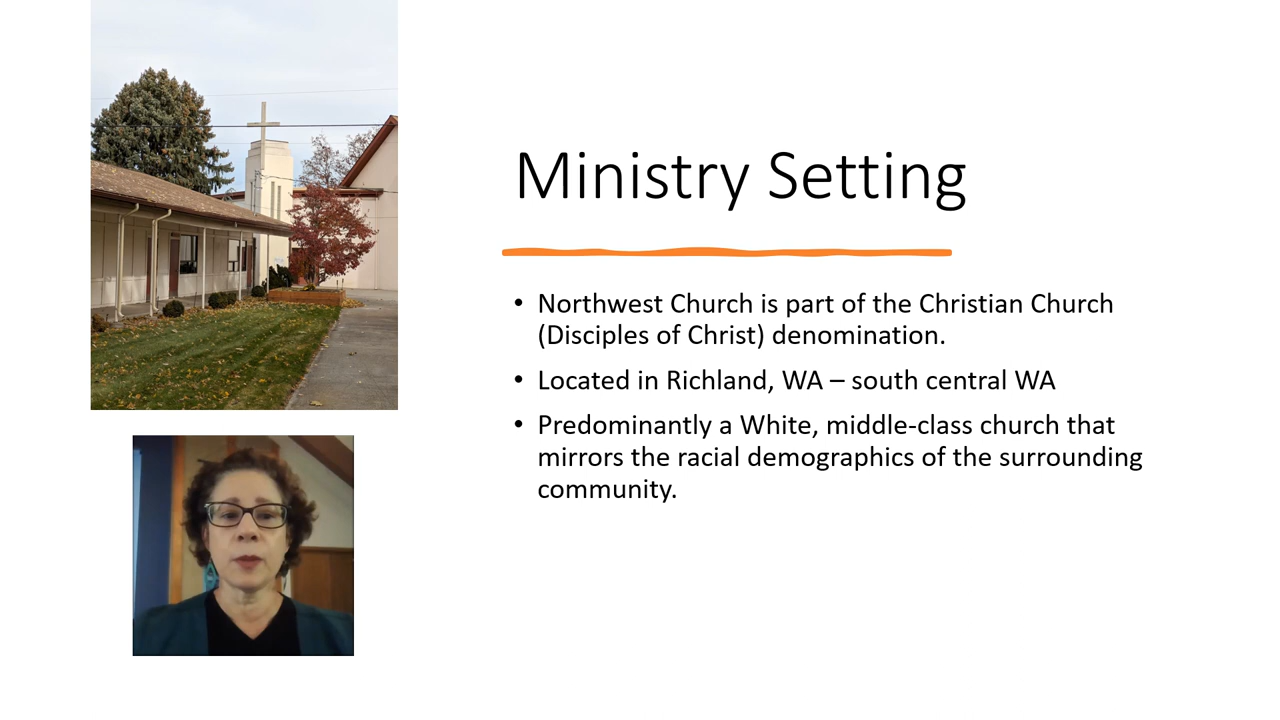 Ministry Setting
• Northwest Church is part of the Christian Church
(Disciples of Christ) denomination.
• Located in Richland, WA – south central WA
• Predominantly a White, middle-class church that
mirrors the racial demographics of the surrounding
community.